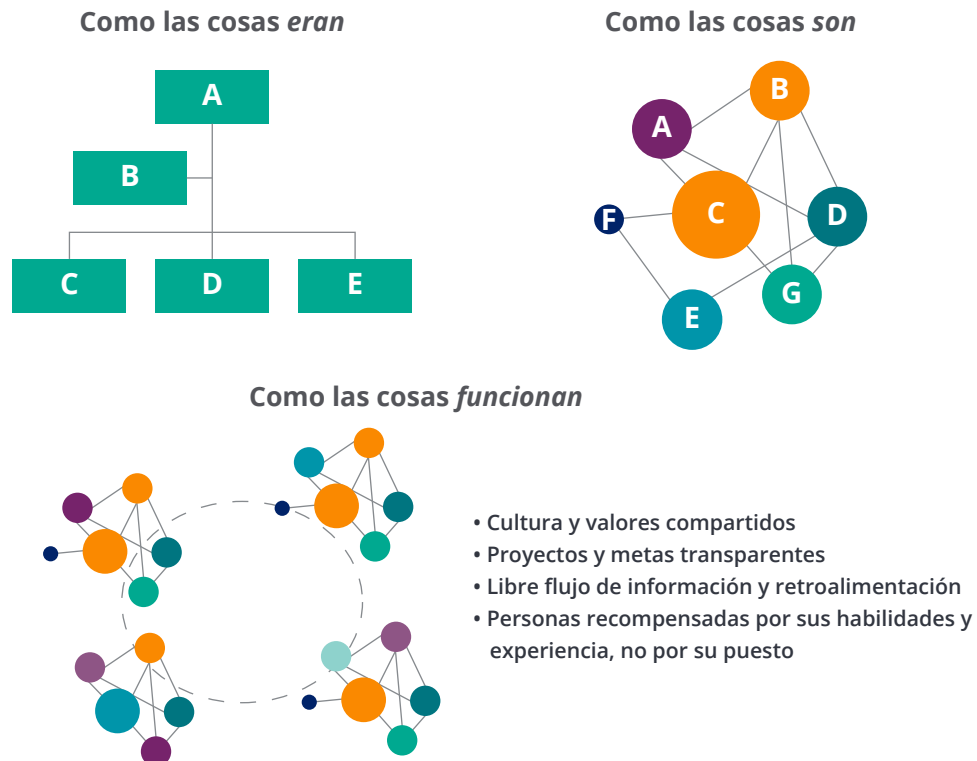 Como las cosas eran
A
B
C
D
E
Como las cosas son
B
A
C
F
D
G
E
Como las cosas funcionan
• Cultura y valores compartidos
• Proyectos y metas transparentes
• Libre flujo de información y retroalimentación
• Personas recompensadas por sus habilidades y
experiencia, no por su puesto